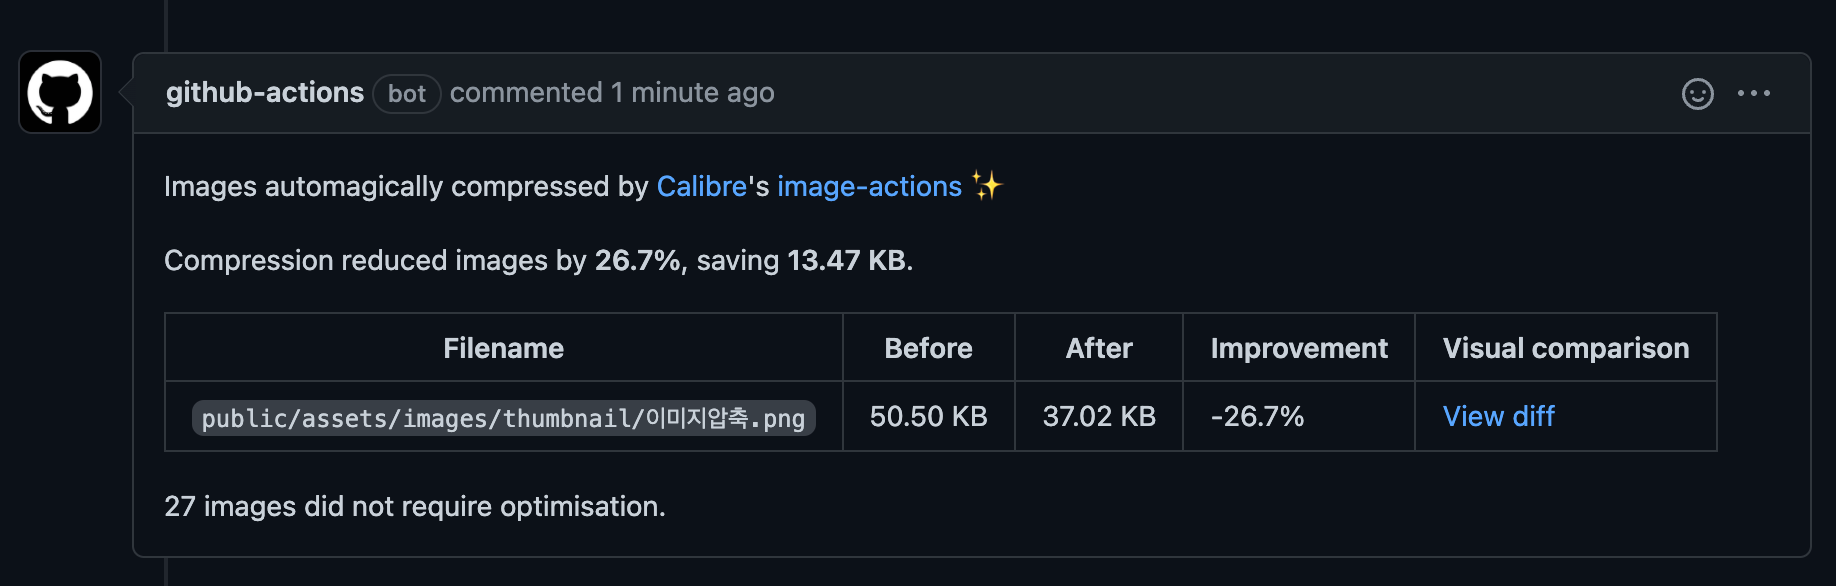 github-actions bot commented 1 minute ago
Images automagically compressed by Calibre's image-actions ✨
Compression reduced images by 26.7%, saving 13.47 KB.
Filename Before After Improvement Visual comparison
public/assets/images/thumbnail/이미지압축.png 50.50 KB 37.02 KB -26.7% View diff
27 images did not require optimisation.